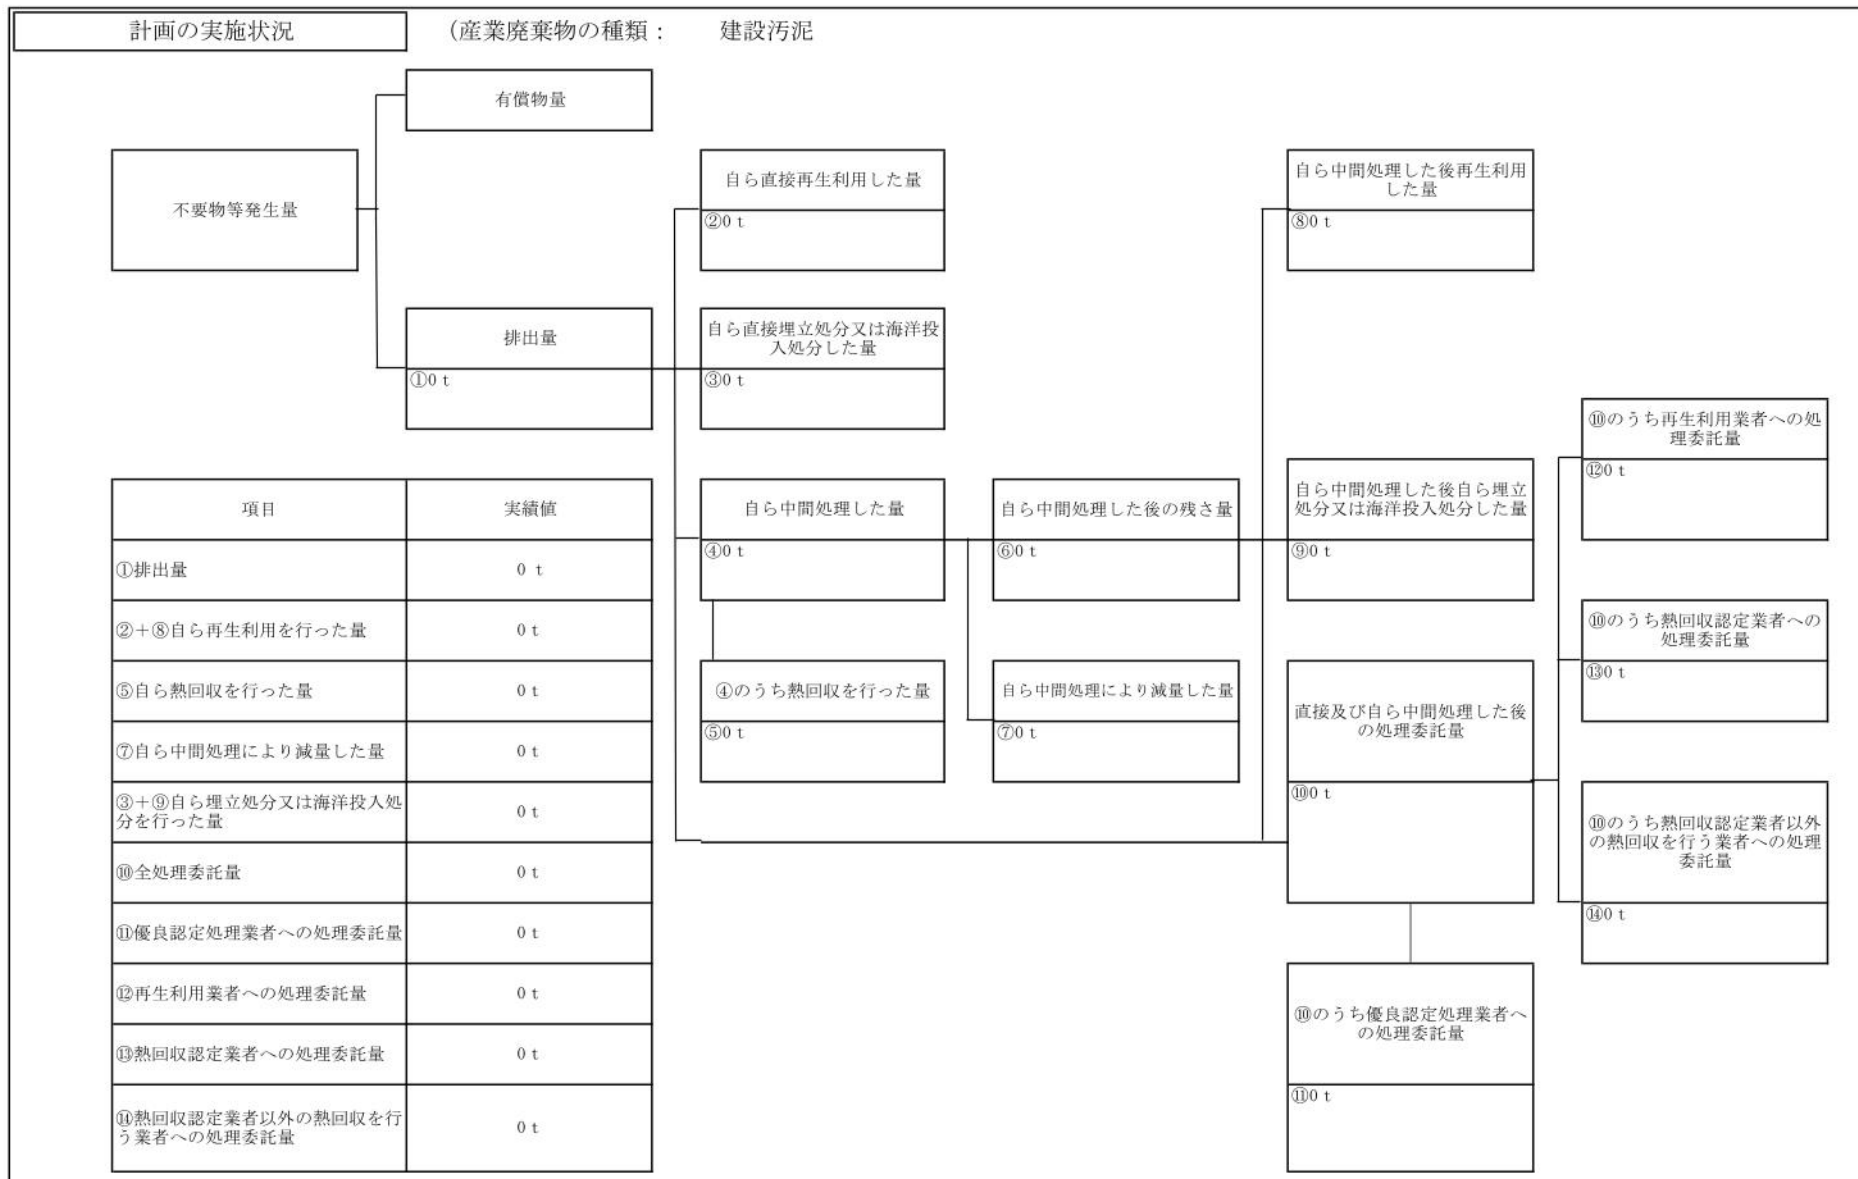 計画の実施状況
（産業廃棄物の種類： 建設汚泥
有償物量
不要物等発生量
自ら直接再生利用した量
②0 t
自ら中間処理した後再生利用
した量
⑧0 t
排出量
①0 t
自ら直接埋立処分又は海洋投
入処分した量
③0 t
⑩のうち再生利用業者への処
理委託量
⑫0 t
自ら中間処理した量
④0 t
自ら中間処理した後の残さ量
⑥0 t
自ら中間処理した後自ら埋立
処分又は海洋投入処分した量
⑨0 t
⑩のうち熱回収認定業者への
処理委託量
⑬0 t
④のうち熱回収を行った量
⑤0 t
自ら中間処理により減量した量
⑦0 t
直接及び自ら中間処理した後
の処理委託量
⑩0 t
⑩のうち熱回収認定業者以外
の熱回収を行う業者への処理
委託量
⑭0 t
⑩のうち優良認定処理業者へ
の処理委託量
⑪0 t
項目 実績値
①排出量 0 t
②＋⑧自ら再生利用を行った量 0 t
⑤自ら熱回収を行った量 0 t
⑦自ら中間処理により減量した量 0 t
③＋⑨自ら埋立処分又は海洋投入処
分を行った量 0 t
⑩全処理委託量 0 t
⑪優良認定処理業者への処理委託量 0 t
⑫再生利用業者への処理委託量 0 t
⑬熱回収認定業者への処理委託量 0 t
⑭熱回収認定業者以外の熱回収を行
う業者への処理委託量 0 t